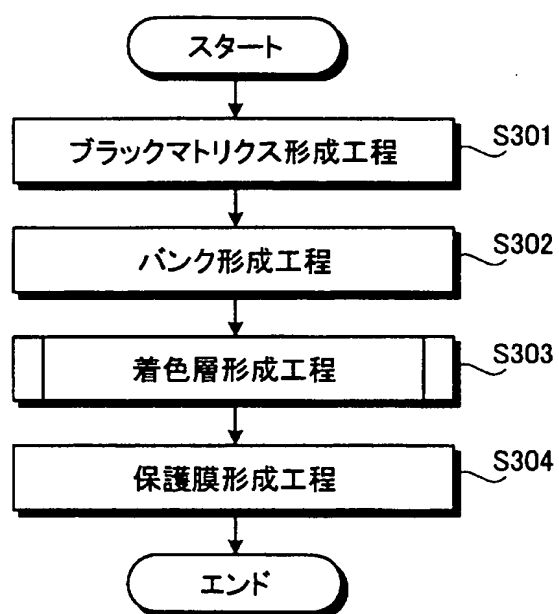 スタート
ブラックマトリクス形成工程
S301
バンク形成工程
S302
着色層形成工程
S303
保護膜形成工程
S304
エンド